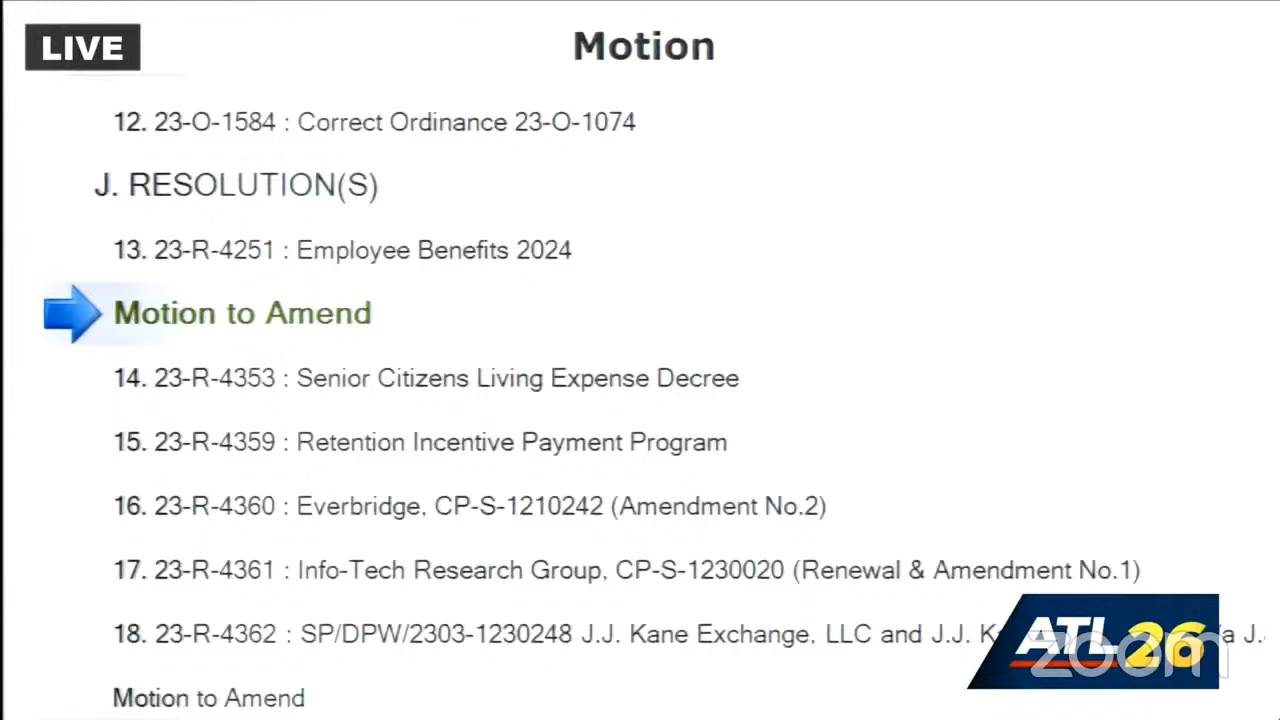 LIVE
Motion
12. 23-O-1584 : Correct Ordinance 23-O-1074
J. RESOLUTION(S)
13. 23-R-4251 : Employee Benefits 2024
Motion to Amend
14. 23-R-4353 : Senior Citizens Living Expense Decree
15. 23-R-4359 : Retention Incentive Payment Program
16. 23-R-4360 : Everbridge, CP-S-1210242 (Amendment No.2)
17. 23-R-4361 : Info-Tech Research Group, CP-S-1230020 (Renewal & Amendment No.1)
18. 23-R-4362 : SP/DPW/2303-1230248 J.J. Kane Exchange, LLC and J.J.
ATL 26
zoom
Motion to Amend